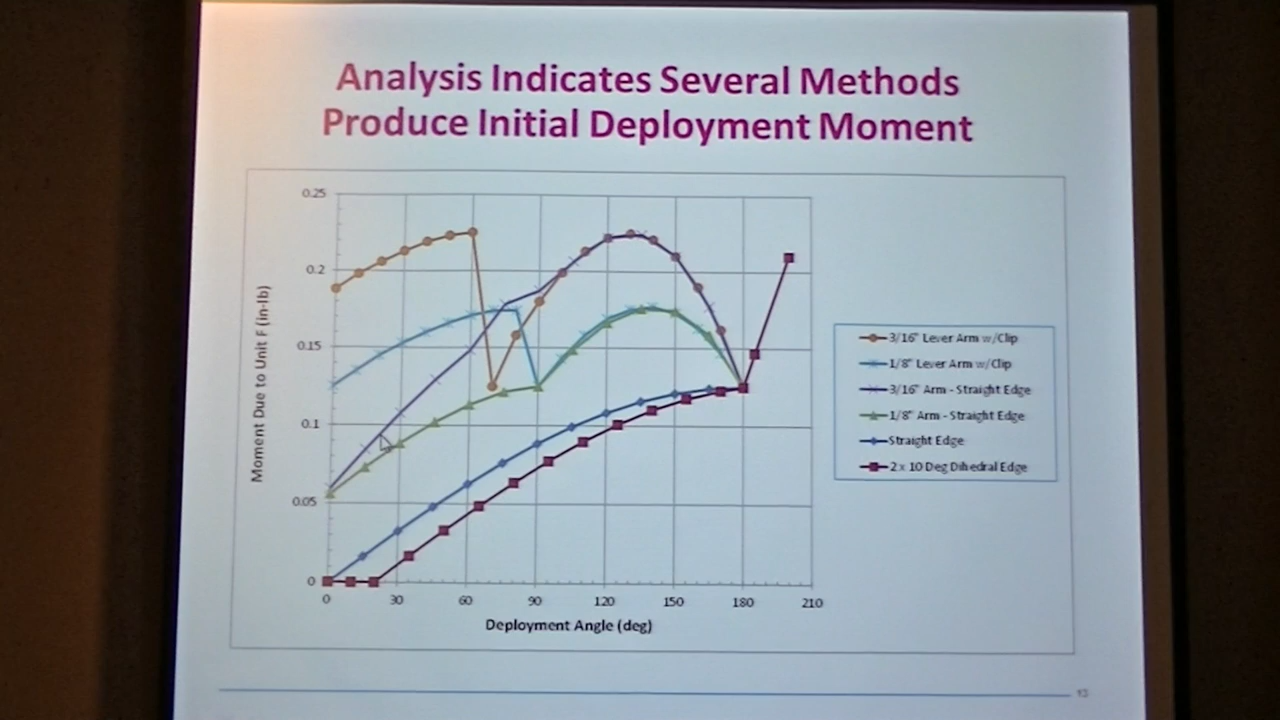 Analysis Indicates Several Methods
Produce Initial Deployment Moment
Moment Due to Unit F (in-lb)
0.25
0.2
0.15
0.1
0.05
0
0 30 60 90 120 150 180 210
Deployment Angle (deg)
3/16" Lever Arm w/Clip
1/8" Lever Arm w/Clip
3/16" Arm - Straight Edge
1/8" Arm - Straight Edge
Straight Edge
2 x 10 Deg Dihedral Edge
13